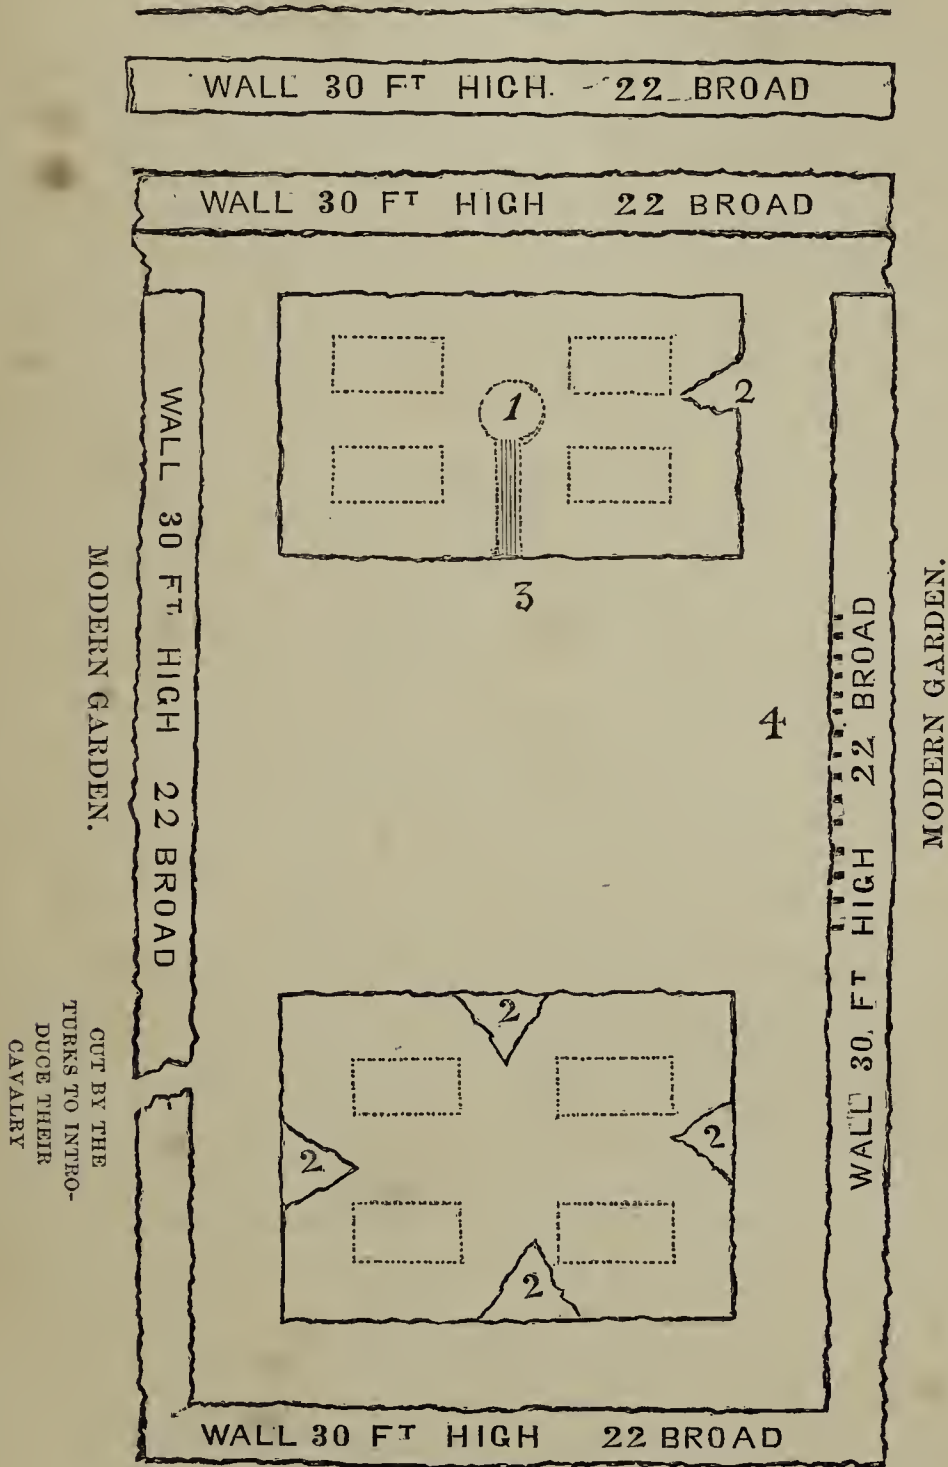 WALL 30 FT HIGH. 22 BROAD
WALL 30 FT HIGH 22 BROAD
1
2
WALL 30 FT HIGH 22 BROAD
MODERN GARDEN.
3
4
WALL 30 FT HIGH 22 BROAD
MODERN GARDEN.
CUT BY THE
TURKS TO INTRO-
DUCE THEIR
CAVALRY
2
2
2
2
WALL 30 FT HIGH 22 BROAD